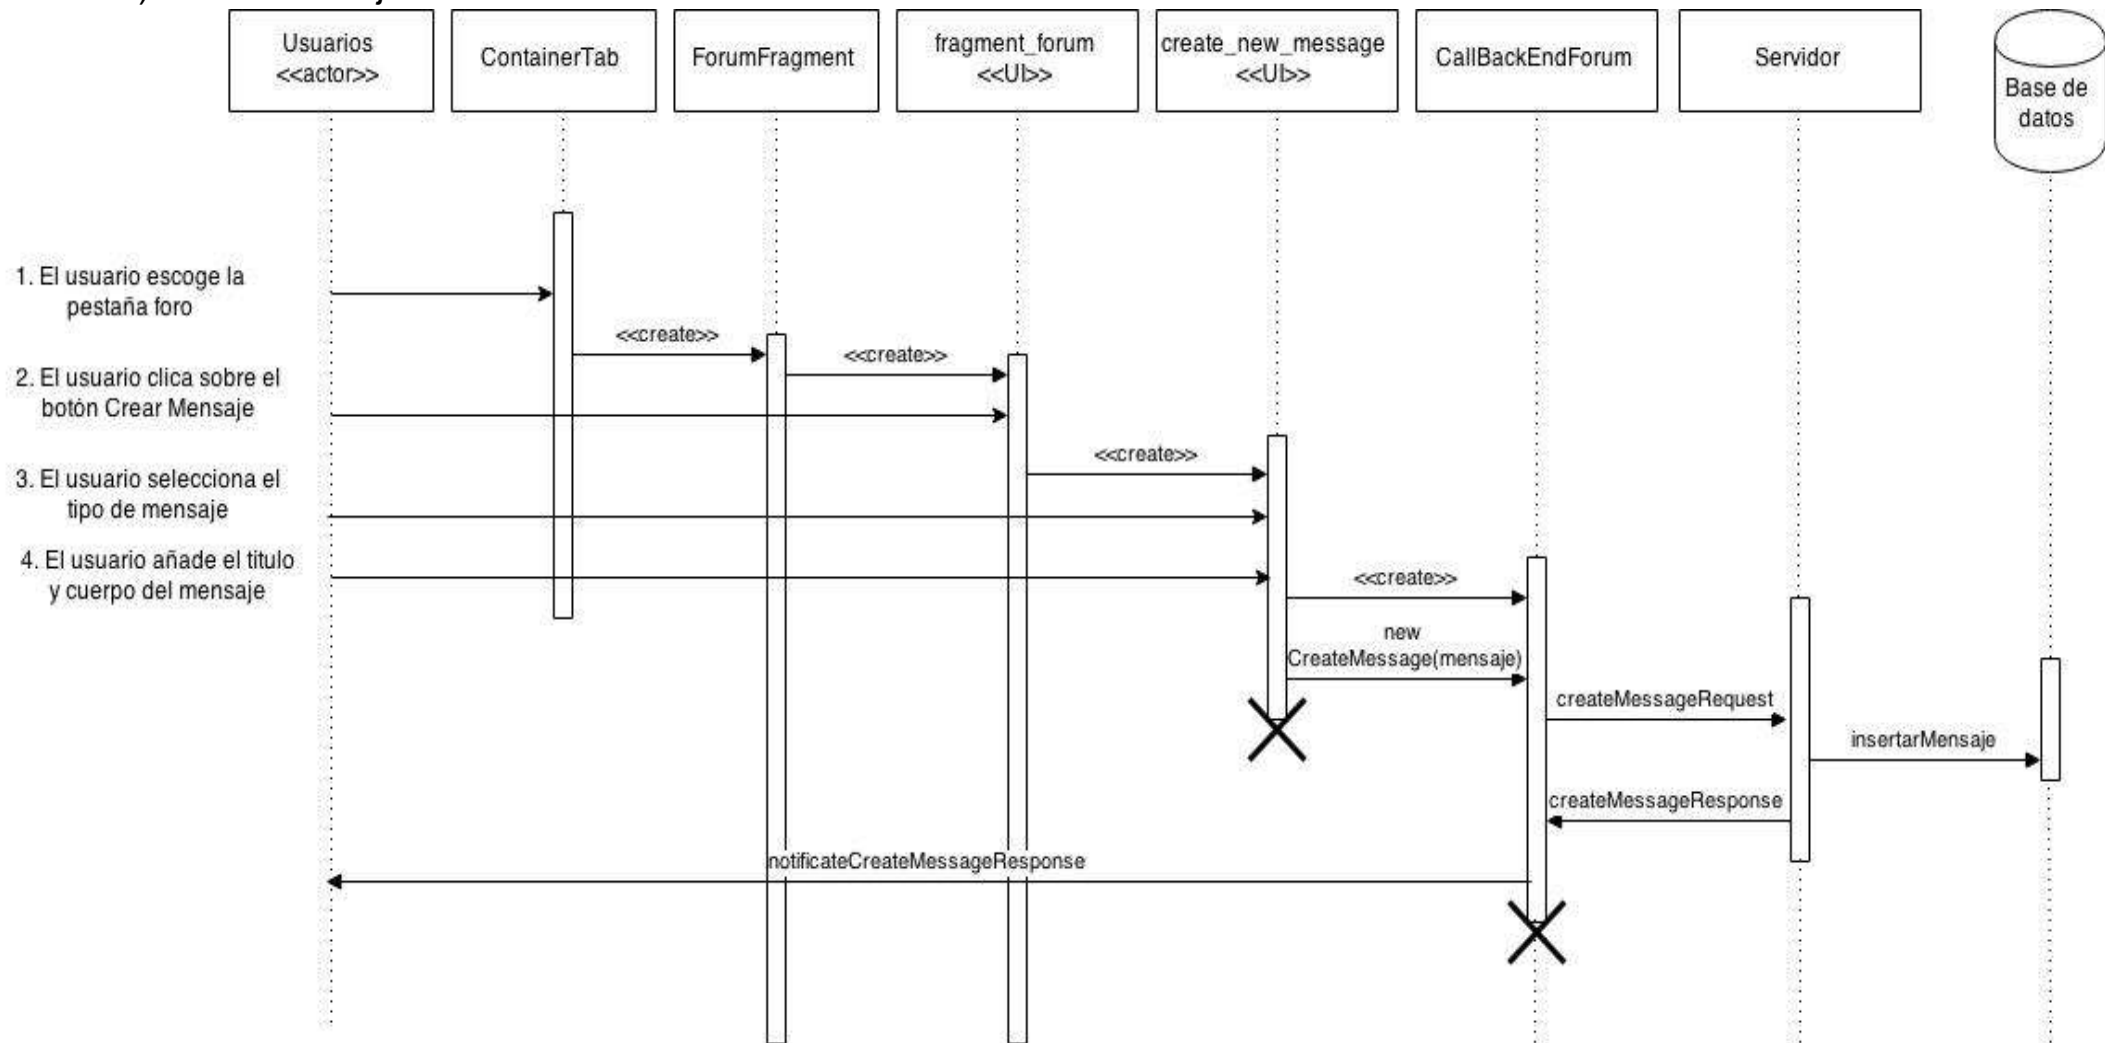 Usuarios
<<actor>>
ContainerTab
ForumFragment
fragment_forum
<<UI>>
create_new_message
<<UI>>
CallBackEndForum
Servidor
Base de
datos
1. El usuario escoge la
pestaña foro
<<create>>
<<create>>
2. El usuario clica sobre el
botón Crear Mensaje
<<create>>
3. El usuario selecciona el
tipo de mensaje
4. El usuario añade el titulo
y cuerpo del mensaje
<<create>>
new
CreateMessage(mensaje)
createMessageRequest
insertarMensaje
createMessageResponse
notificateCreateMessageResponse